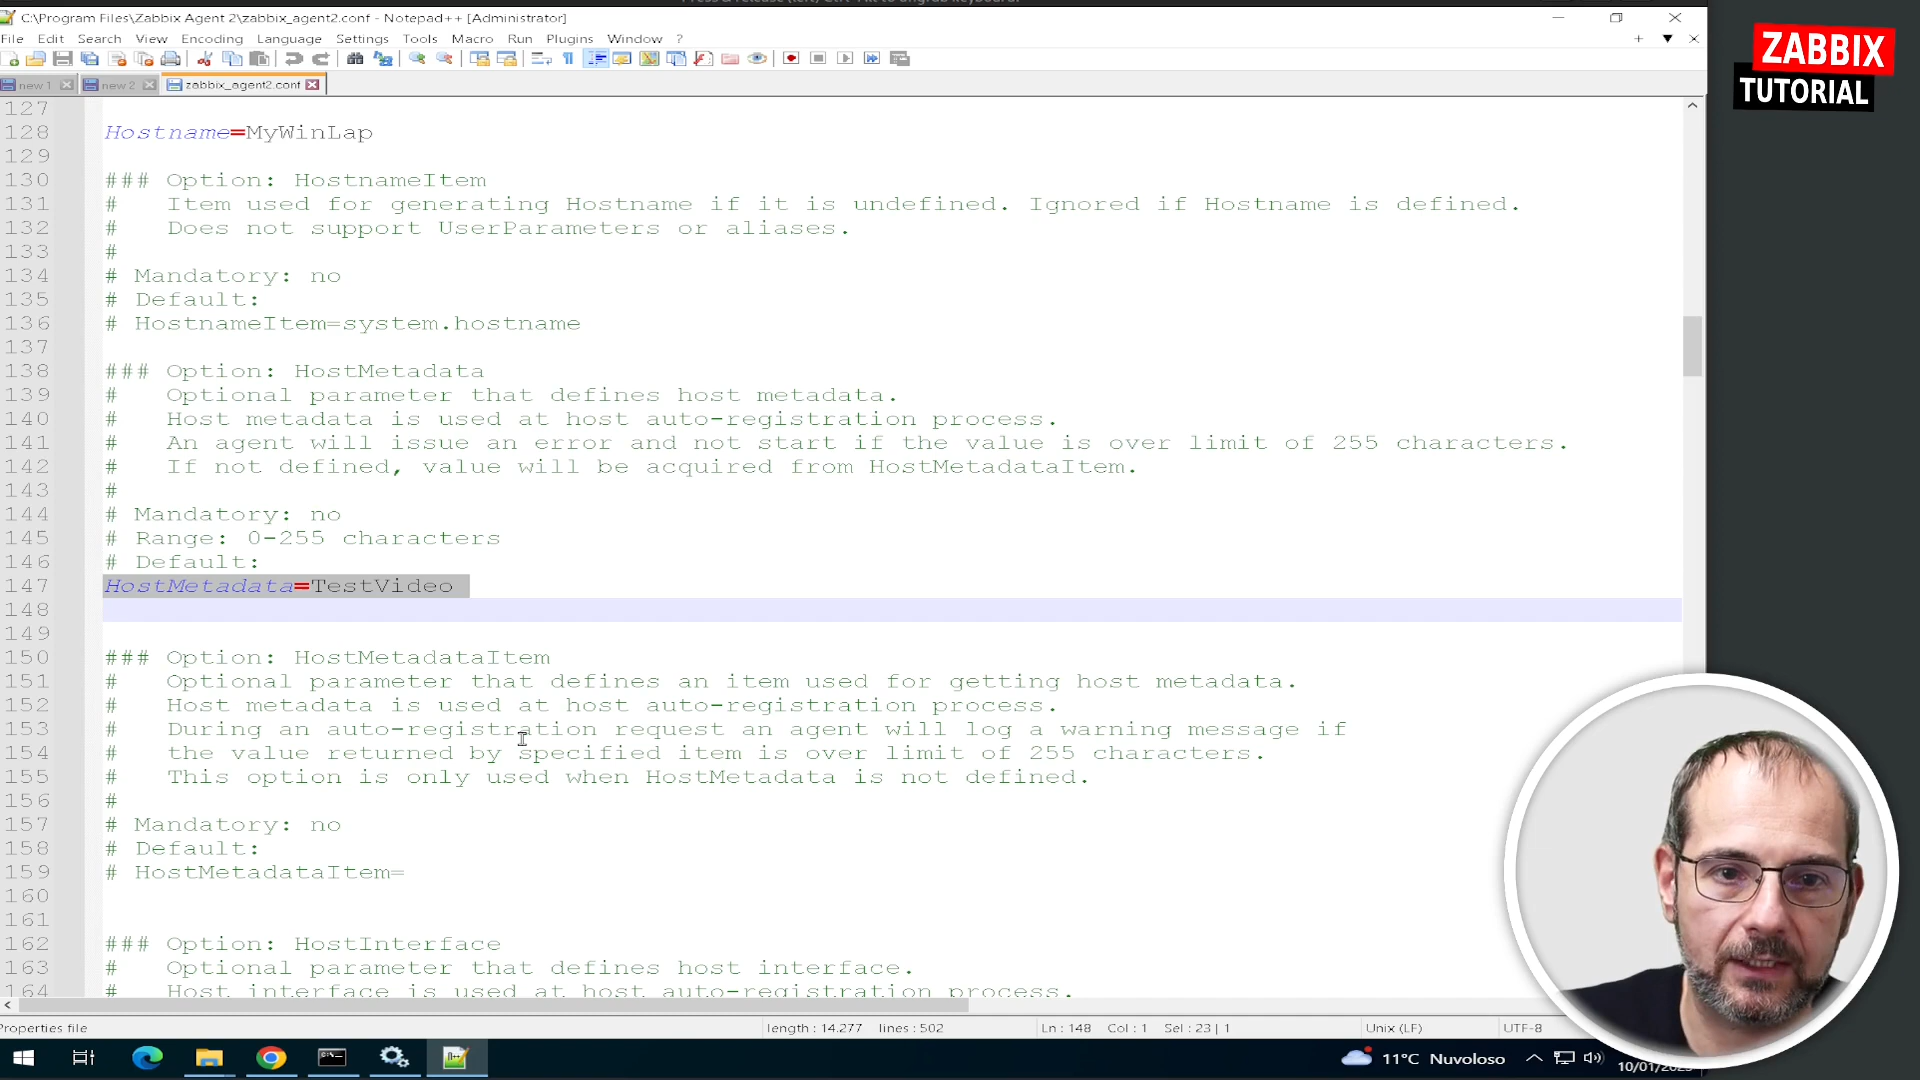 C:\Program Files\Zabbix Agent 2\zabbix_agent2.conf - Notepad++ [Administrator]
File Edit Search View Encoding Language Settings Tools Macro Run Plugins Window ?
new 1 new 2 zabbix_agent2.conf
ZABBIX
TUTORIAL
127
128 Hostname=MyWinLap
129
130 ### Option: HostnameItem
131 # Item used for generating Hostname if it is undefined. Ignored if Hostname is defined.
132 # Does not support UserParameters or aliases.
133 #
134 # Mandatory: no
135 # Default:
136 # HostnameItem=system.hostname
137
138 ### Option: HostMetadata
139 # Optional parameter that defines host metadata.
140 # Host metadata is used at host auto-registration process.
141 # An agent will issue an error and not start if the value is over limit of 255 characters.
142 # If not defined, value will be acquired from HostMetadataItem.
143 #
144 # Mandatory: no
145 # Range: 0-255 characters
146 # Default:
147 HostMetadata=TestVideo
148
149
150 ### Option: HostMetadataItem
151 # Optional parameter that defines an item used for getting host metadata.
152 # Host metadata is used at host auto-registration process.
153 # During an auto-registration request an agent will log a warning message if
154 # the value returned by specified item is over limit of 255 characters.
155 # This option is only used when HostMetadata is not defined.
156 #
157 # Mandatory: no
158 # Default:
159 # HostMetadataItem=
160
161
162 ### Option: HostInterface
163 # Optional parameter that defines host interface.
164 # Host interface is used at host auto-registration process.
Properties file length : 14.277 lines : 502 Ln : 148 Col : 1 Sel : 23 | 1 Unix (LF) UTF-8
11°C Nuvoloso